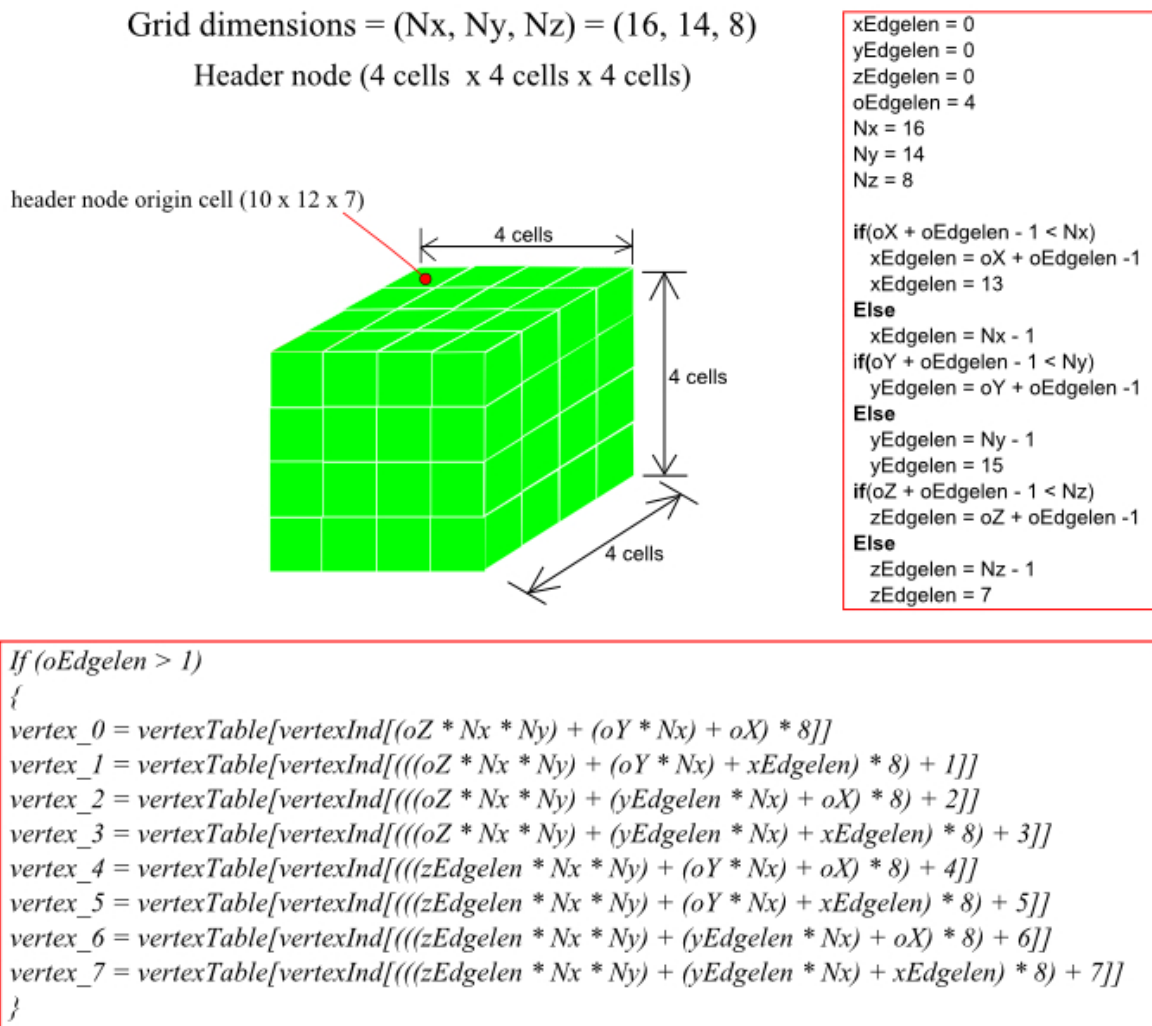 Grid dimensions = (Nx, Ny, Nz) = (16, 14, 8)
Header node (4 cells x 4 cells x 4 cells)
header node origin cell (10 x 12 x 7)
4 cells
4 cells
4 cells
xEdgelen = 0
yEdgelen = 0
zEdgelen = 0
oEdgelen = 4
Nx = 16
Ny = 14
Nz = 8
if(oX + oEdgelen - 1 < Nx)
xEdgelen = oX + oEdgelen -1
xEdgelen = 13
Else
xEdgelen = Nx - 1
if(oY + oEdgelen - 1 < Ny)
yEdgelen = oY + oEdgelen -1
Else
yEdgelen = Ny - 1
yEdgelen = 15
if(oZ + oEdgelen - 1 < Nz)
zEdgelen = oZ + oEdgelen -1
Else
zEdgelen = Nz - 1
zEdgelen = 7
If (oEdgelen > 1)
{
vertex_0 = vertexTable[vertexInd[(oZ * Nx * Ny) + (oY * Nx) + oX) * 8]]
vertex_1 = vertexTable[vertexInd[(((oZ * Nx * Ny) + (oY * Nx) + xEdgelen) * 8) + 1]]
vertex_2 = vertexTable[vertexInd[(((oZ * Nx * Ny) + (yEdgelen * Nx) + oX) * 8) + 2]]
vertex_3 = vertexTable[vertexInd[(((oZ * Nx * Ny) + (yEdgelen * Nx) + xEdgelen) * 8) + 3]]
vertex_4 = vertexTable[vertexInd[(((zEdgelen * Nx * Ny) + (oY * Nx) + oX) * 8) + 4]]
vertex_5 = vertexTable[vertexInd[(((zEdgelen * Nx * Ny) + (oY * Nx) + xEdgelen) * 8) + 5]]
vertex_6 = vertexTable[vertexInd[(((zEdgelen * Nx * Ny) + (yEdgelen * Nx) + oX) * 8) + 6]]
vertex_7 = vertexTable[vertexInd[(((zEdgelen * Nx * Ny) + (yEdgelen * Nx) + xEdgelen) * 8) + 7]]
}